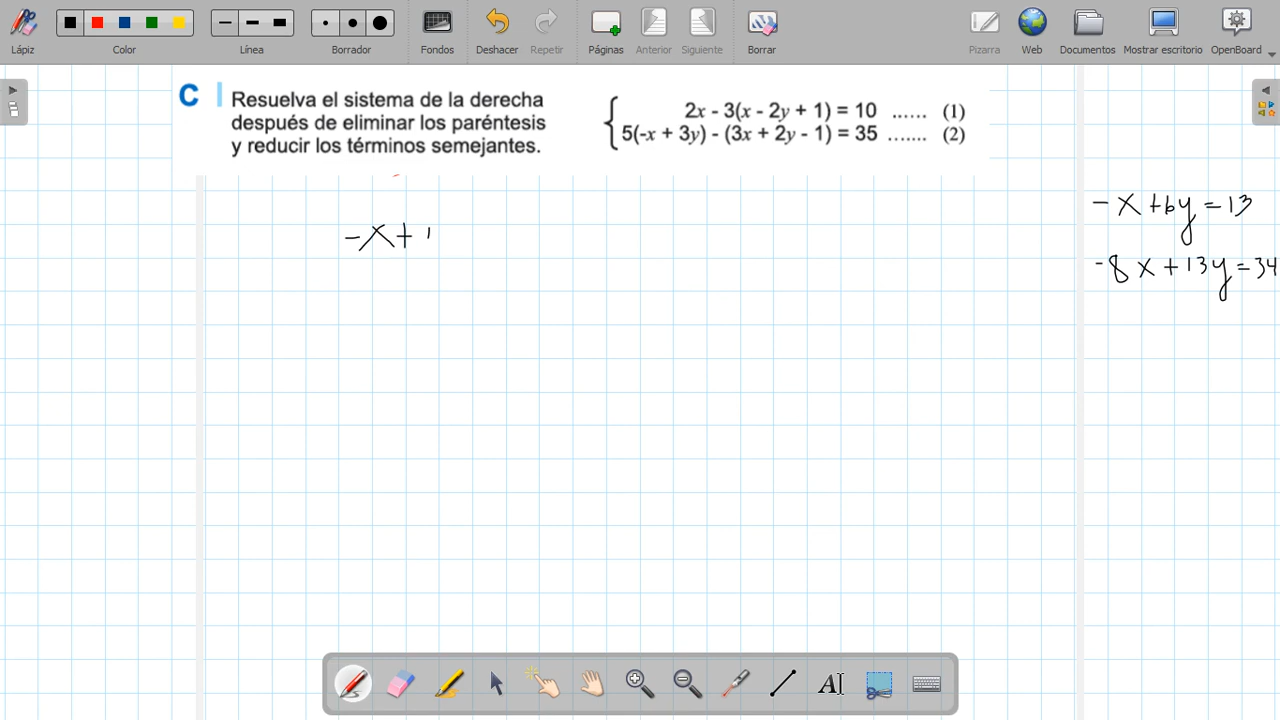 Lápiz Color Línea Borrador Fondos Deshacer Repetir Páginas Anterior Siguiente Borrar Pizarra Web Documentos Mostrar escritorio OpenBoard
C
Resuelva el sistema de la derecha
después de eliminar los paréntesis
y reducir los términos semejantes.
2x - 3(x - 2y + 1) = 10 ...... (1)
5(-x + 3y) - (3x + 2y - 1) = 35 ....... (2)
-x + 6y = 13
-8x + 13y = 34
-x +